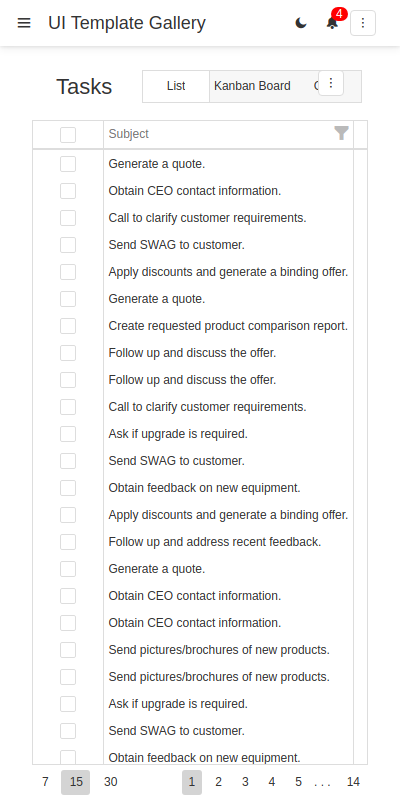 UI Template Gallery
4
Tasks
List
Kanban Board
Subject
Generate a quote.
Obtain CEO contact information.
Call to clarify customer requirements.
Send SWAG to customer.
Apply discounts and generate a binding offer.
Generate a quote.
Create requested product comparison report.
Follow up and discuss the offer.
Follow up and discuss the offer.
Call to clarify customer requirements.
Ask if upgrade is required.
Send SWAG to customer.
Obtain feedback on new equipment.
Apply discounts and generate a binding offer.
Follow up and address recent feedback.
Generate a quote.
Obtain CEO contact information.
Obtain CEO contact information.
Send pictures/brochures of new products.
Send pictures/brochures of new products.
Ask if upgrade is required.
Send SWAG to customer.
Obtain feedback on new equipment.
7 15 30 1 2 3 4 5 . . . 14